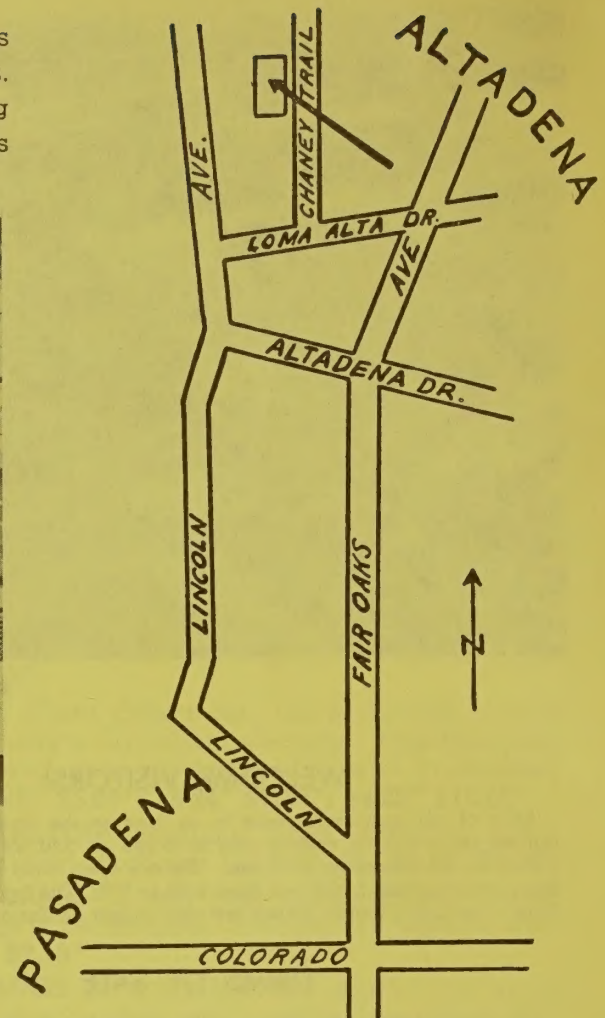 s
.
g
s
ALTADENA
AVE.
CHANEY TRAIL
LOMA ALTA DR.
AVE
ALTADENA DR.
LINCOLN
FAIR OAKS
N
LINCOLN
PASADENA
COLORADO